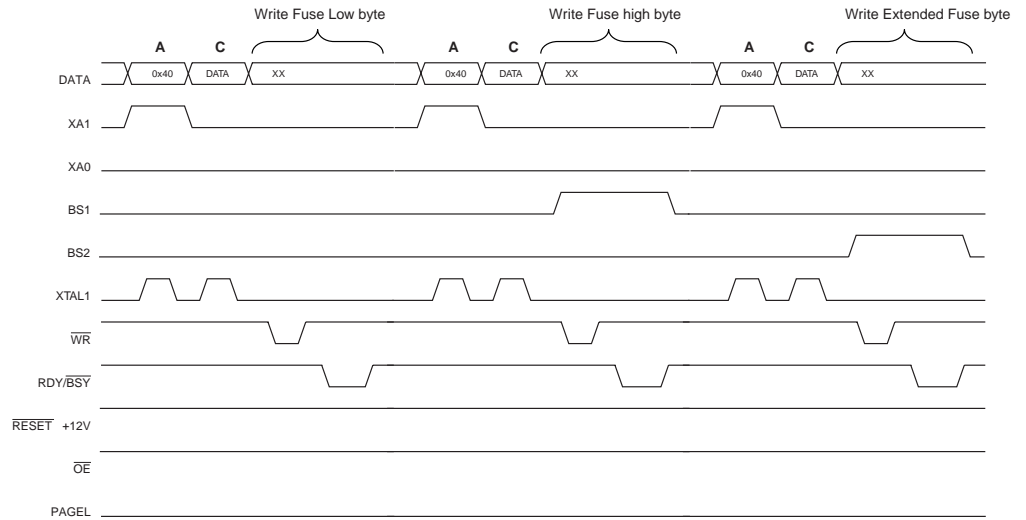 Write Fuse Low byte Write Fuse high byte Write Extended Fuse byte
A C A C A C
DATA 0x40 DATA XX 0x40 DATA XX 0x40 DATA XX
XA1
XA0
BS1
BS2
XTAL1
WR
RDY/BSY
RESET +12V
OE
PAGEL